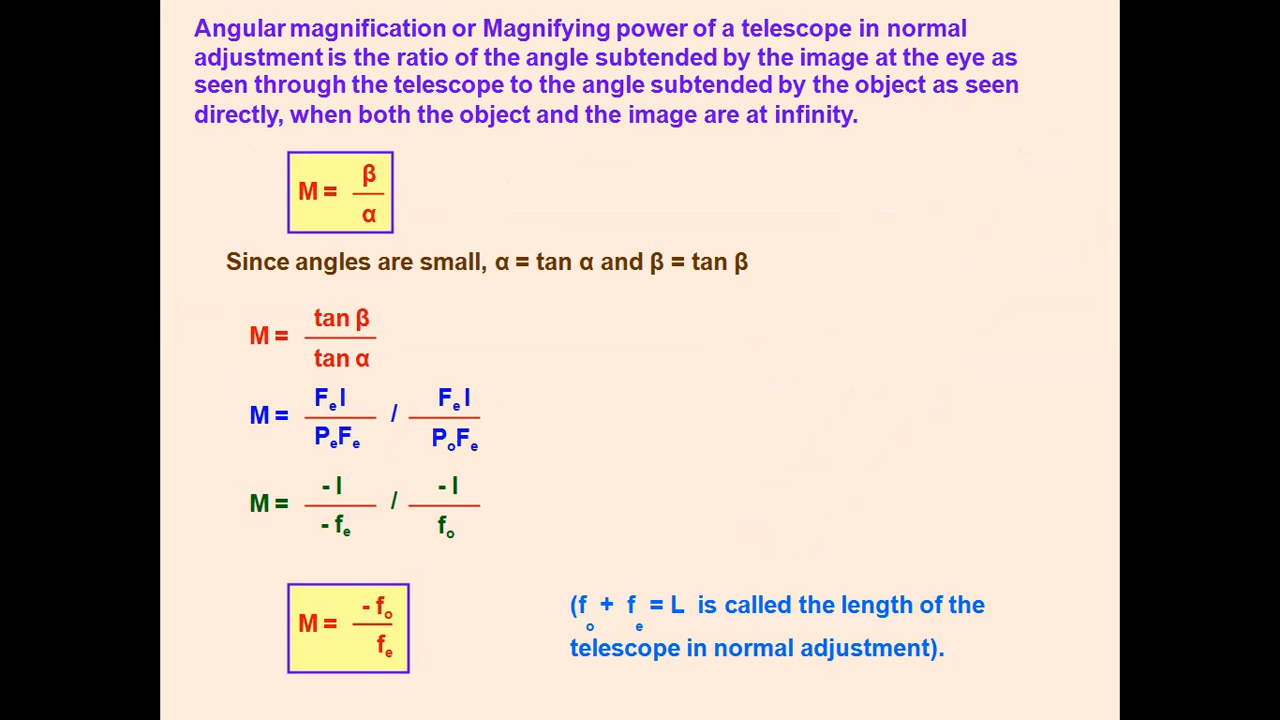 Angular magnification or Magnifying power of a telescope in normal
adjustment is the ratio of the angle subtended by the image at the eye as
seen through the telescope to the angle subtended by the object as seen
directly, when both the object and the image are at infinity.
M = β / α
Since angles are small, α = tan α and β = tan β
M = tan β / tan α
M = FₑI / PₑFₑ / FₑI / PₒFₑ
M = - I / - fₑ / - I / fₒ
M = - fₒ / fₑ
(fₒ + fₑ = L is called the length of the
telescope in normal adjustment).